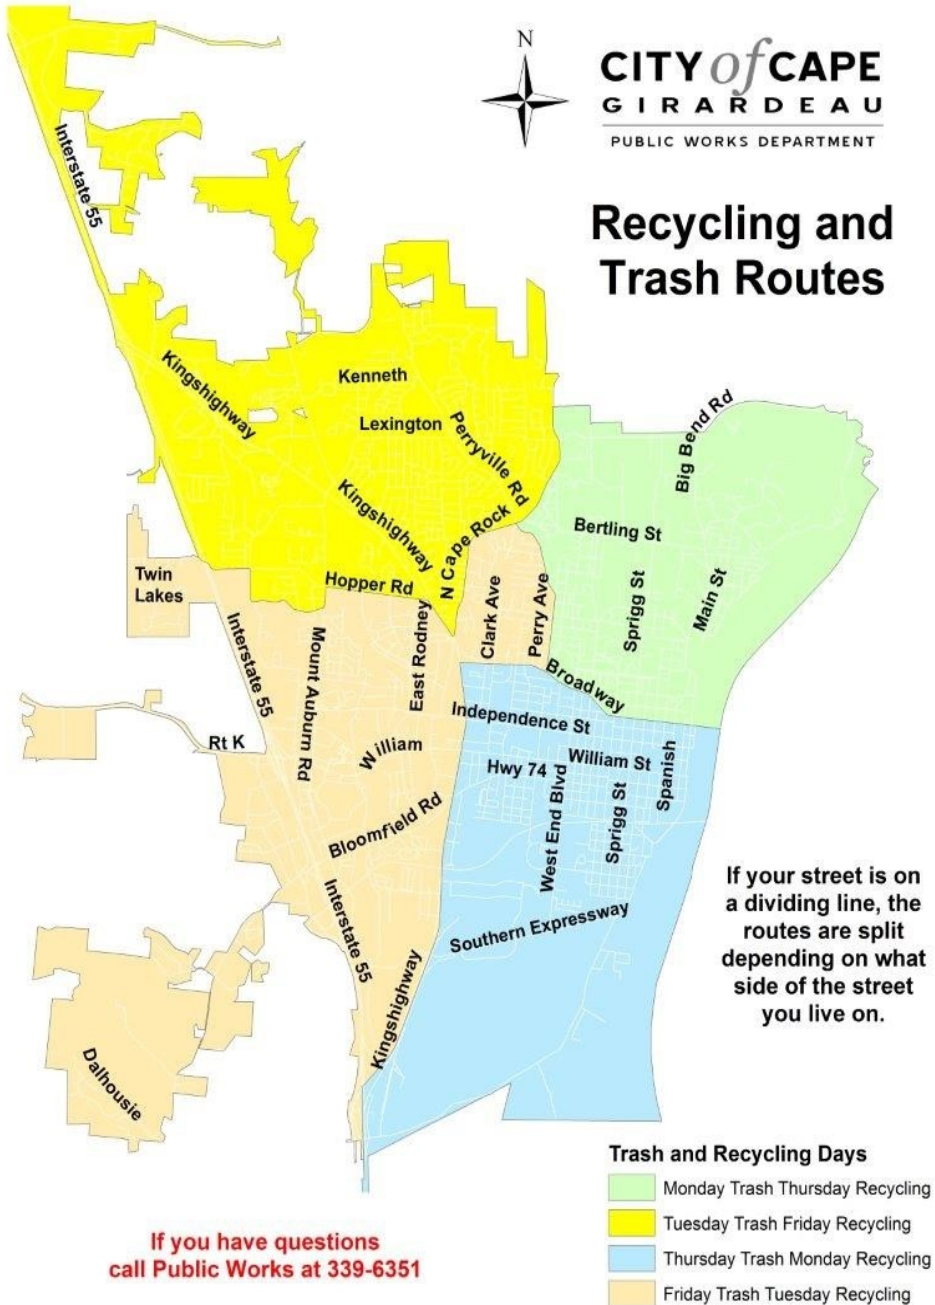 N
CITY of CAPE
GIRARDEAU
PUBLIC WORKS DEPARTMENT
Recycling and
Trash Routes
Interstate 55
Kingshighway
Kenneth
Lexington
Perryville Rd
Big Bend Rd
Kingshighway
N Cape Rock
Bertling St
Twin
Lakes
Hopper Rd
Clark Ave
Perry Ave
Sprigg St
Main St
Interstate 55
Mount Auburn Rd
East Rodney
Broadway
Independence St
Rt K
William
Hwy 74
William St
Spanish
West End Blvd
Sprigg St
Bloomfield Rd
Interstate 55
Southern Expressway
Kingshighway
Dalhousie
If your street is on
a dividing line, the
routes are split
depending on what
side of the street
you live on.
Trash and Recycling Days
Monday Trash Thursday Recycling
Tuesday Trash Friday Recycling
Thursday Trash Monday Recycling
Friday Trash Tuesday Recycling
If you have questions
call Public Works at 339-6351